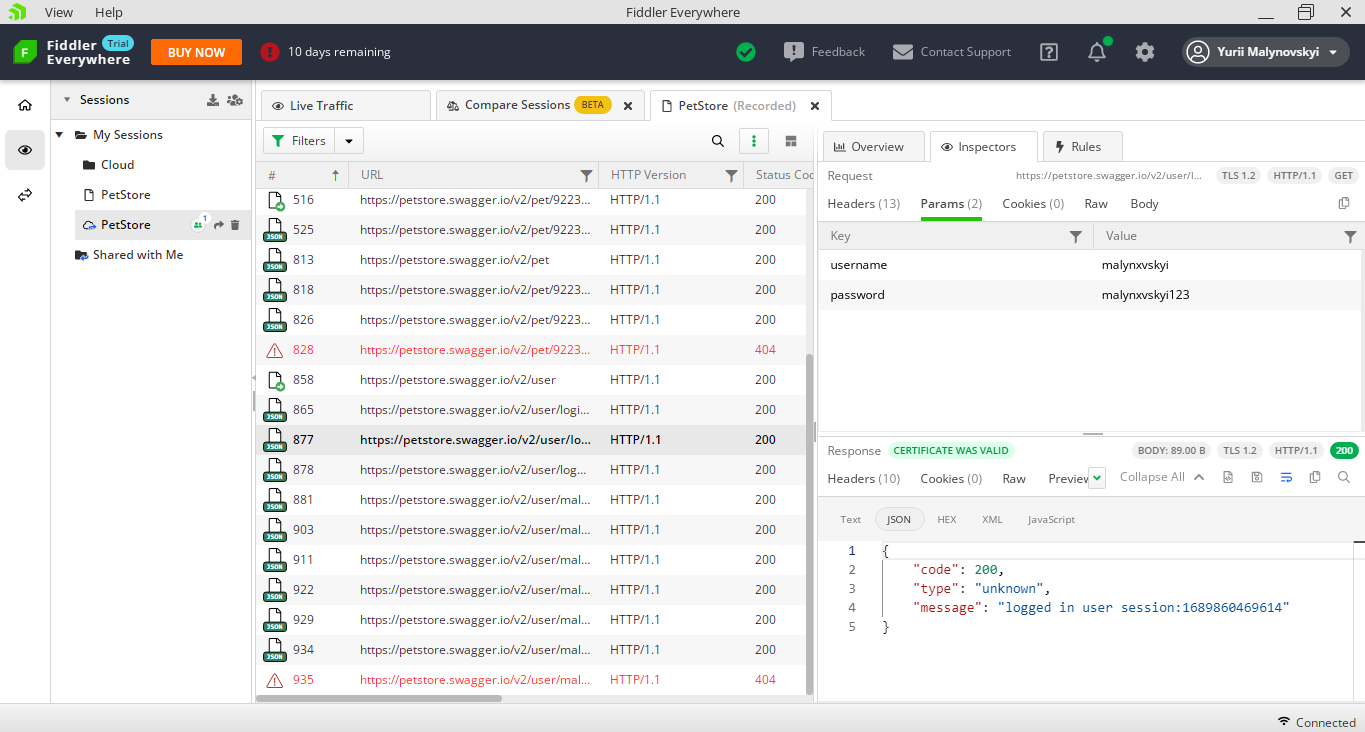 View Help Fiddler Everywhere
Fiddler Trial
Everywhere
BUY NOW
10 days remaining
Feedback
Contact Support
Yurii Malynovskyi
Sessions
My Sessions
Cloud
PetStore
PetStore 1
Shared with Me
Live Traffic
Compare Sessions BETA
PetStore (Recorded)
Filters
# URL HTTP Version Status Cod
516 https://petstore.swagger.io/v2/pet/9223... HTTP/1.1 200
JSON 525 https://petstore.swagger.io/v2/pet/9223... HTTP/1.1 200
JSON 813 https://petstore.swagger.io/v2/pet HTTP/1.1 200
JSON 818 https://petstore.swagger.io/v2/pet/9223... HTTP/1.1 200
JSON 826 https://petstore.swagger.io/v2/pet/9223... HTTP/1.1 200
828 https://petstore.swagger.io/v2/pet/9223... HTTP/1.1 404
858 https://petstore.swagger.io/v2/user HTTP/1.1 200
JSON 865 https://petstore.swagger.io/v2/user/logi... HTTP/1.1 200
JSON 877 https://petstore.swagger.io/v2/user/lo... HTTP/1.1 200
JSON 878 https://petstore.swagger.io/v2/user/log... HTTP/1.1 200
JSON 881 https://petstore.swagger.io/v2/user/mal... HTTP/1.1 200
JSON 903 https://petstore.swagger.io/v2/user/mal... HTTP/1.1 200
JSON 911 https://petstore.swagger.io/v2/user/mal... HTTP/1.1 200
JSON 922 https://petstore.swagger.io/v2/user/mal... HTTP/1.1 200
JSON 929 https://petstore.swagger.io/v2/user/mal... HTTP/1.1 200
JSON 934 https://petstore.swagger.io/v2/user/mal... HTTP/1.1 200
935 https://petstore.swagger.io/v2/user/mal... HTTP/1.1 404
Overview Inspectors Rules
Request https://petstore.swagger.io/v2/user/l... TLS 1.2 HTTP/1.1 GET
Headers (13) Params (2) Cookies (0) Raw Body
Key Value
username malynxvskyi
password malynxvskyi123
Response CERTIFICATE WAS VALID BODY: 89.00 B TLS 1.2 HTTP/1.1 200
Headers (10) Cookies (0) Raw Preview Collapse All
Text JSON HEX XML JavaScript
1 {
2 "code": 200,
3 "type": "unknown",
4 "message": "logged in user session:1689860469614"
5 }
Connected